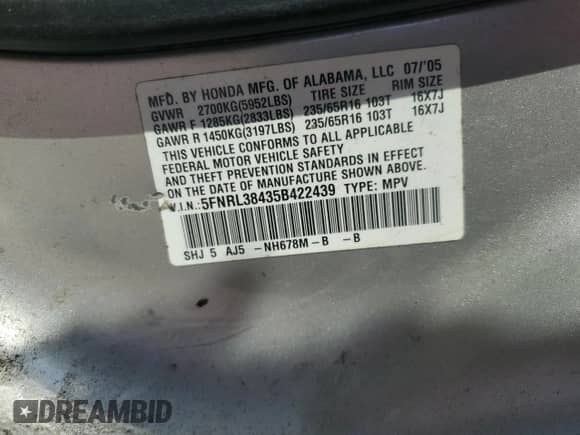 MFD. BY HONDA MFG. OF ALABAMA, LLC 07/'05
GVWR 2700KG(5952LBS) TIRE SIZE RIM SIZE
GAWR F 1285KG(2833LBS) 235/65R16 103T 16X7J
GAWR R 1450KG(3197LBS) 235/65R16 103T 16X7J
THIS VEHICLE CONFORMS TO ALL APPLICABLE
FEDERAL MOTOR VEHICLE SAFETY
AND THEFT PREVENTION STANDARDS IN EFFECT
ON THE DATE OF MANUFACTURE SHOWN ABOVE.
V.I.N.:5FNRL38435B422439 TYPE: MPV
SHJ 5 AJ5 -NH678M-B -B
DREAMBID